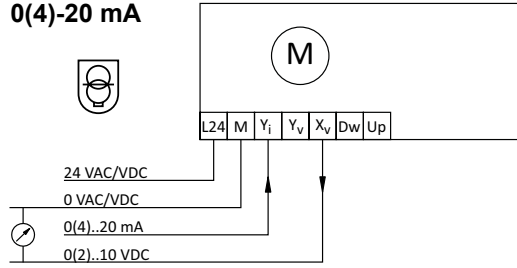 0(4)-20 mA
M
L24 M Yi Yv Xv Dw Up
24 VAC/VDC
0 VAC/VDC
0(4)..20 mA
0(2)..10 VDC